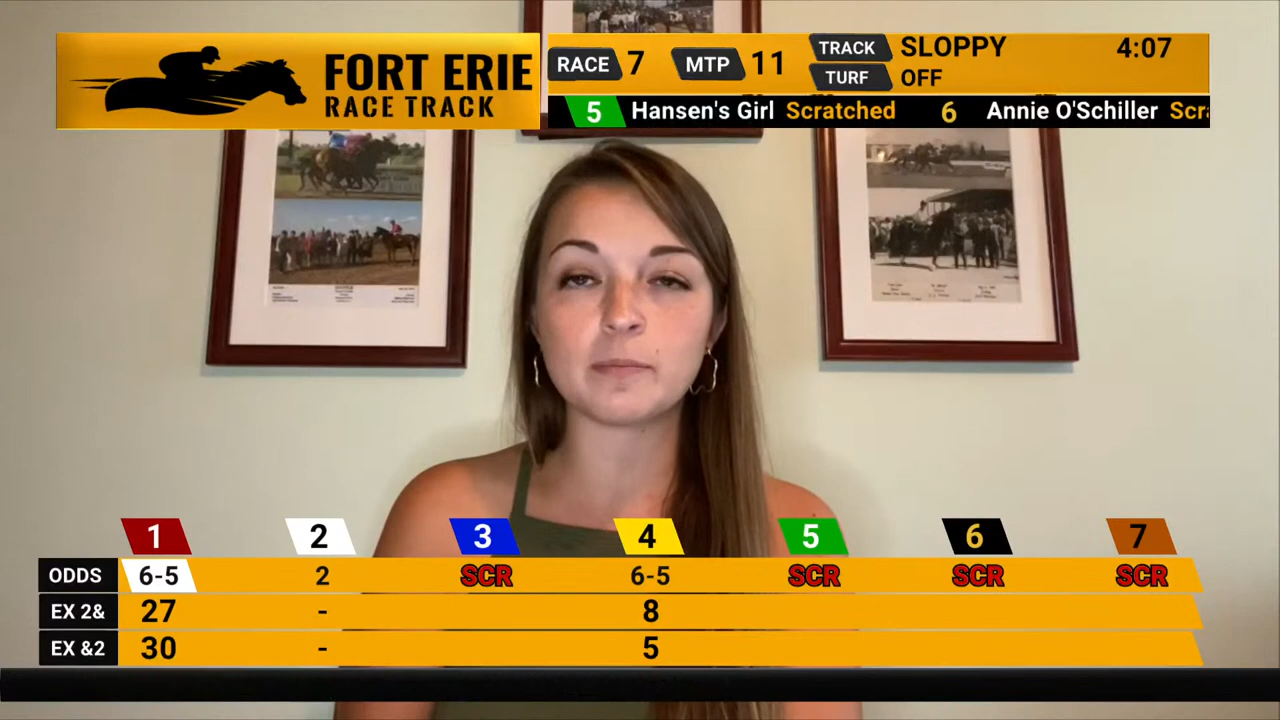 FORT ERIE
RACE TRACK
RACE 7 MTP 11 TRACK SLOPPY 4:07
TURF OFF
5 Hansen's Girl Scratched 6 Annie O'Schiller Scr
1 2 3 4 5 6 7
ODDS 6-5 2 SCR 6-5 SCR SCR SCR
EX 2& 27 - 8
EX &2 30 - 5